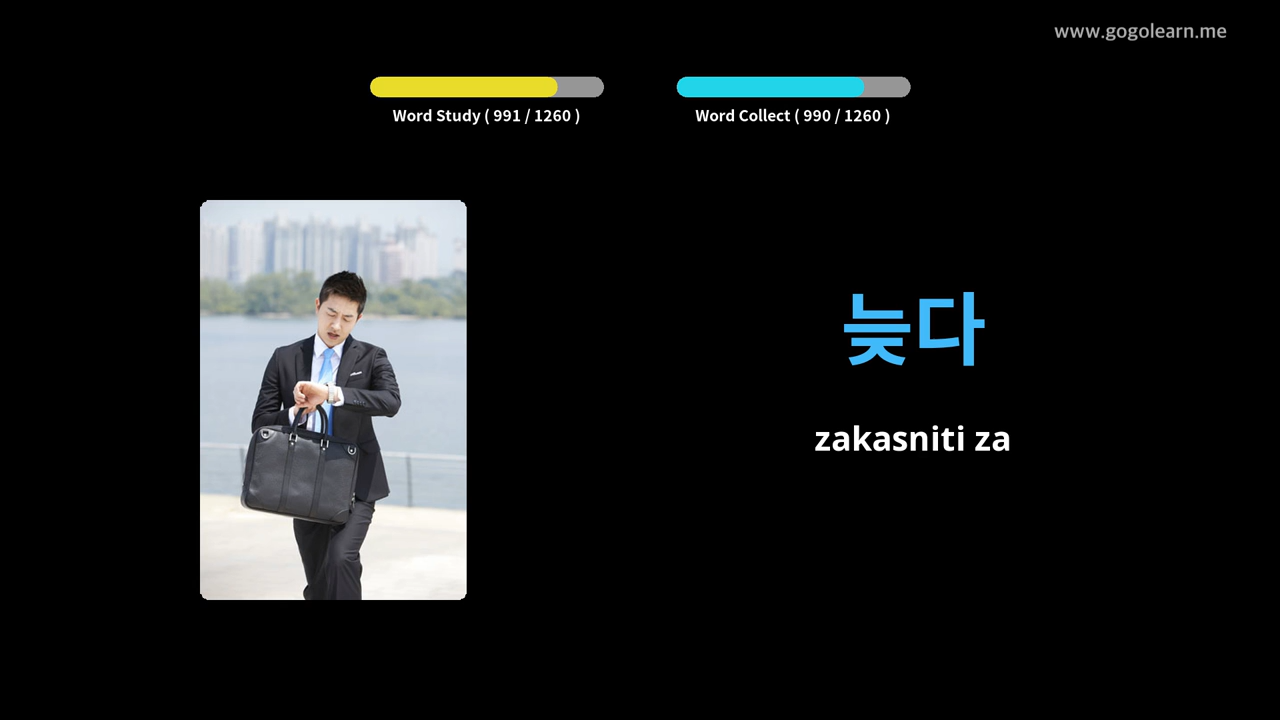 www.gogolearn.me
Word Study ( 991 / 1260 )
Word Collect ( 990 / 1260 )
늦다
zakasniti za